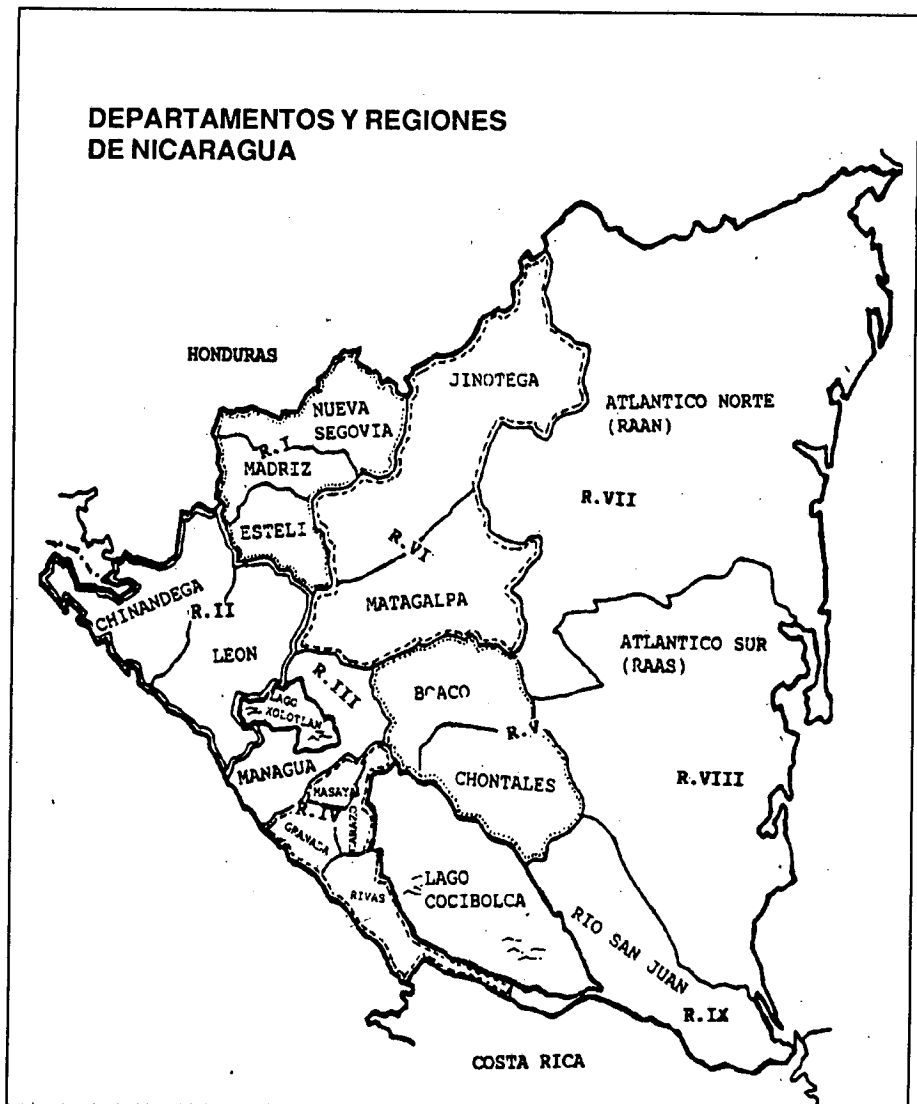 DEPARTAMENTOS Y REGIONES
DE NICARAGUA
HONDURAS
JINOTEGA
NUEVA
SEGOVIA
ATLANTICO NORTE
(RAAN)
R.I
MADRIZ
R.VII
ESTELI
R.VI
CHINANDEGA
R.II
MATAGALPA
LEON
ATLANTICO SUR
(RAAS)
R.III
BOACO
LAGO
XOLOTLAN
R.V
MANAGUA
CHONTALES
R.VIII
MASAYA
R.IV
CARAZO
GRANADA
LAGO
COCIBOLCA
RIVAS
RIO SAN JUAN
R.IX
COSTA RICA